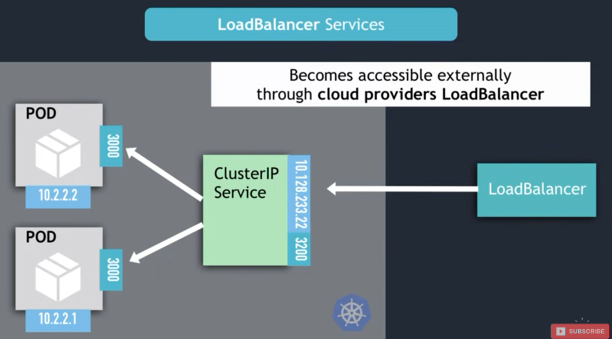 LoadBalancer Services
Becomes accessible externally
through cloud providers LoadBalancer
POD
3000
10.2.2.2
ClusterIP
Service
10.128.233.22
3200
LoadBalancer
POD
3000
10.2.2.1
SUBSCRIBE